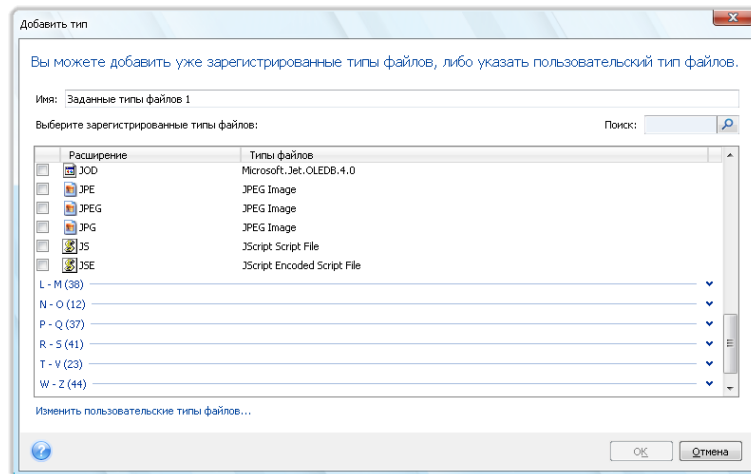 Добавить тип
Вы можете добавить уже зарегистрированные типы файлов, либо указать пользовательский тип файлов.
Имя: Заданные типы файлов 1
Выберите зарегистрированные типы файлов: Поиск:
Расширение Типы файлов
JOD Microsoft.Jet.OLEDB.4.0
JPE JPEG Image
JPEG JPEG Image
JPG JPEG Image
JS JScript Script File
JSE JScript Encoded Script File
L - M (38)
N - O (12)
P - Q (37)
R - S (41)
T - V (23)
W - Z (44)
Изменить пользовательские типы файлов...
OK Отмена